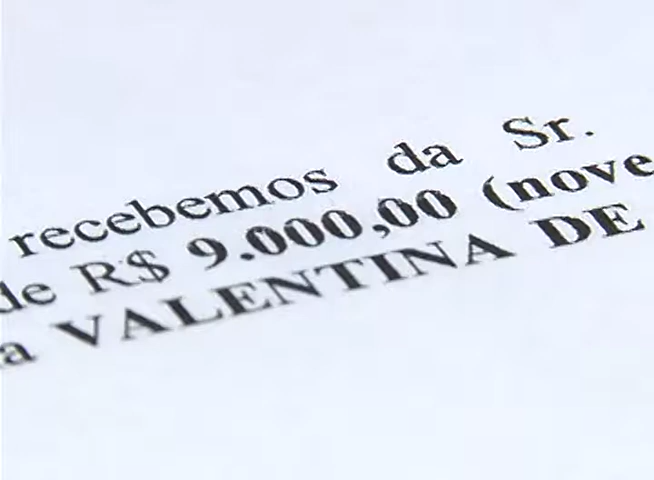 recebemos da Sr.
de R$ 9.000,00 (nove
a VALENTINA DE